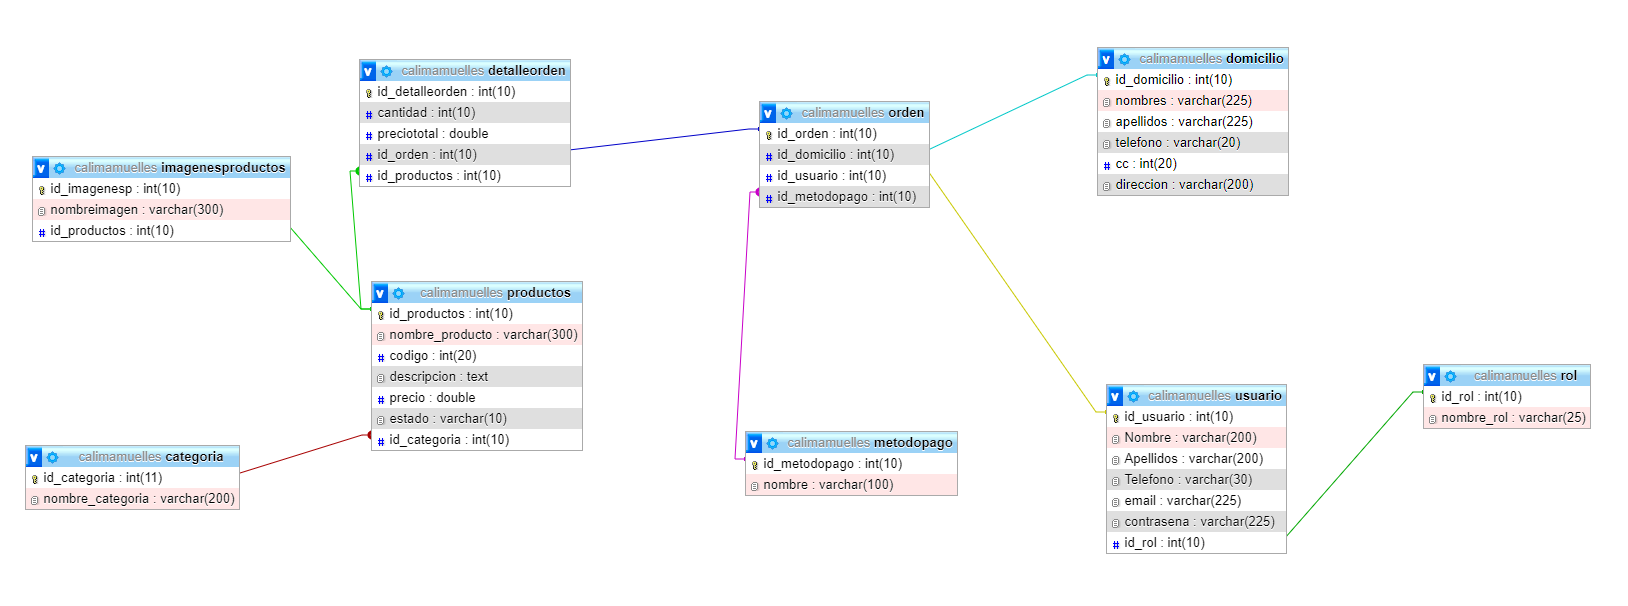 v calimamuelles detalleorden
id_detalleorden : int(10)
# cantidad : int(10)
# preciototal : double
# id_orden : int(10)
# id_productos : int(10)
v calimamuelles domicilio
id_domicilio : int(10)
nombres : varchar(225)
apellidos : varchar(225)
telefono : varchar(20)
# cc : int(20)
direccion : varchar(200)
v calimamuelles orden
id_orden : int(10)
# id_domicilio : int(10)
# id_usuario : int(10)
# id_metodopago : int(10)
v calimamuelles imagenesproductos
id_imagenesp : int(10)
nombreimagen : varchar(300)
# id_productos : int(10)
v calimamuelles productos
id_productos : int(10)
nombre_producto : varchar(300)
# codigo : int(20)
descripcion : text
# precio : double
estado : varchar(10)
# id_categoria : int(10)
v calimamuelles categoria
id_categoria : int(11)
nombre_categoria : varchar(200)
v calimamuelles metodopago
id_metodopago : int(10)
nombre : varchar(100)
v calimamuelles usuario
id_usuario : int(10)
Nombre : varchar(200)
Apellidos : varchar(200)
Telefono : varchar(30)
email : varchar(225)
contrasena : varchar(225)
# id_rol : int(10)
v calimamuelles rol
id_rol : int(10)
nombre_rol : varchar(25)